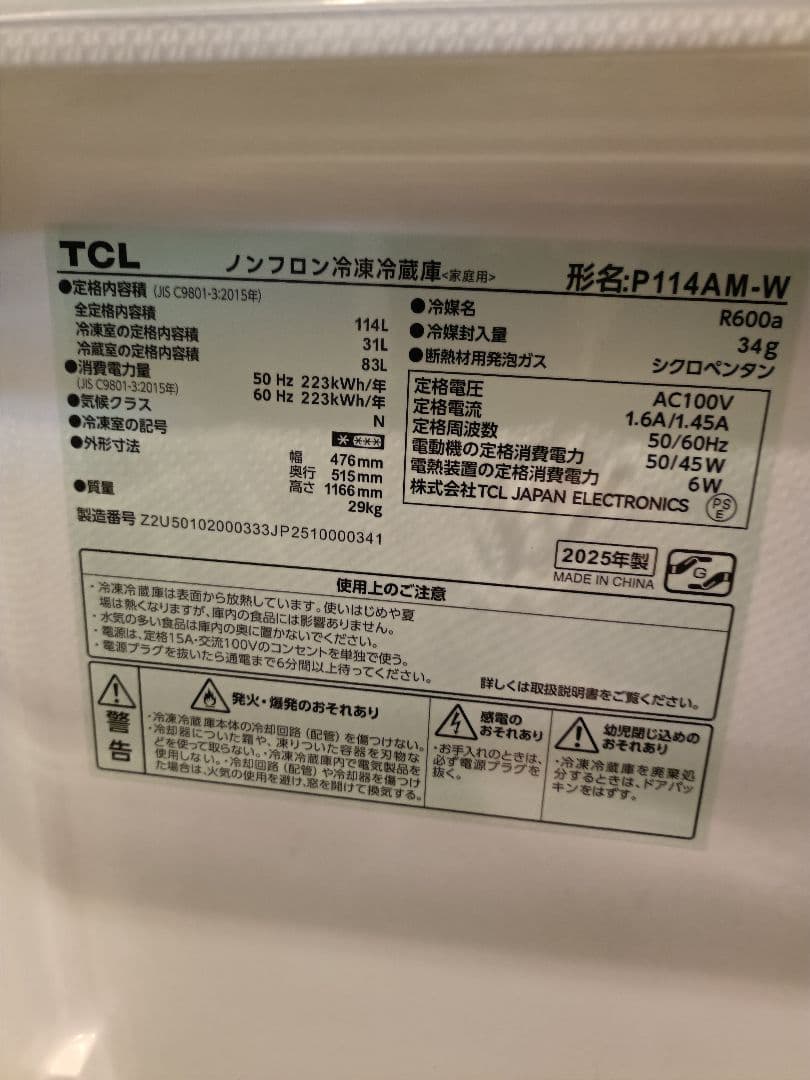 TCL ノンフロン冷凍冷蔵庫<家庭用> 形名:P114AM-W
●定格内容積 (JIS C9801-3:2015年)
全定格内容積 114L
冷凍室の定格内容積 31L
冷蔵室の定格内容積 83L
●消費電力量 50 Hz 223kWh/年
(JIS C9801-3:2015年) 60 Hz 223kWh/年
●気候クラス N
●冷凍室の記号
●外形寸法 幅 476mm
奥行 515mm
高さ 1166mm
●質量 29kg
製造番号 Z2U50102000333JP2510000341
●冷媒名 R600a
●冷媒封入量 34g
●断熱材用発泡ガス シクロペンタン
定格電圧 AC100V
定格電流 1.6A/1.45A
定格周波数 50/60Hz
電動機の定格消費電力 50/45W
電熱装置の定格消費電力 6W
株式会社TCL JAPAN ELECTRONICS PS E
2025年製
MADE IN CHINA
G
使用上のご注意
・冷凍冷蔵庫は表面から放熱しています。使いはじめや夏
場は熱くなりますが、庫内の食品には影響ありません。
・水気の多い食品は庫内の奥に置かないでください。
・電源は、定格15A・交流100Vのコンセントを単独で使う。
・電源プラグを抜いたら通電まで6分間以上待ってください。
詳しくは取扱説明書をご覧ください。
警告
発火・爆発のおそれあり
・冷凍冷蔵庫本体の冷却回路(配管)を傷つけない。
・冷却器についた霜や、凍りついた容器を刃物な
どを使って取らない。・冷凍冷蔵庫内で電気製品を
使用しない。・冷却回路(配管)や冷却器を傷つけ
た場合は、火気の使用を避け、窓を開けて換気する。
感電の
おそれあり
・お手入れのときは、
必ず電源プラグを
抜く。
幼児閉じ込めの
おそれあり
・冷凍冷蔵庫を廃棄処
分するときは、ドアパッ
キンをはずす。